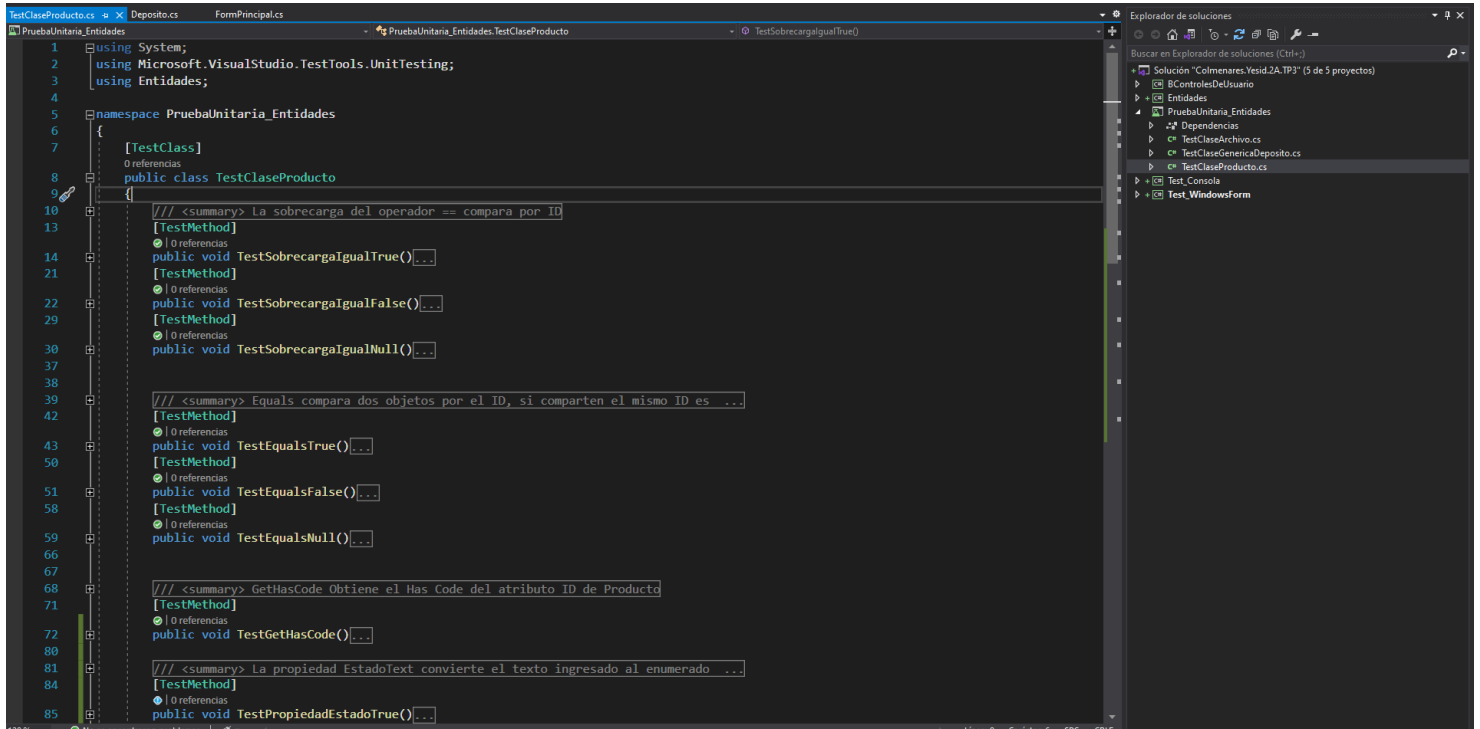 TestClaseProducto.cs Deposito.cs FormPrincipal.cs
PruebaUnitaria_Entidades PruebaUnitaria_Entidades.TestClaseProducto TestSobrecargaIgualTrue()
1 using System;
2 using Microsoft.VisualStudio.TestTools.UnitTesting;
3 using Entidades;
4
5 namespace PruebaUnitaria_Entidades
6 {
7 [TestClass]
0 referencias
8 public class TestClaseProducto
9 {
10 /// <summary> La sobrecarga del operador == compara por ID
13 [TestMethod]
0 referencias
14 public void TestSobrecargaIgualTrue()...
21 [TestMethod]
0 referencias
22 public void TestSobrecargaIgualFalse()...
29 [TestMethod]
0 referencias
30 public void TestSobrecargaIgualNull()...
37
38
39 /// <summary> Equals compara dos objetos por el ID, si comparten el mismo ID es ...
42 [TestMethod]
0 referencias
43 public void TestEqualsTrue()...
50 [TestMethod]
0 referencias
51 public void TestEqualsFalse()...
58 [TestMethod]
0 referencias
59 public void TestEqualsNull()...
66
67
68 /// <summary> GetHasCode Obtiene el Has Code del atributo ID de Producto
71 [TestMethod]
0 referencias
72 public void TestGetHasCode()...
80
81 /// <summary> La propiedad EstadoText convierte el texto ingresado al enumerado ...
84 [TestMethod]
0 referencias
85 public void TestPropiedadEstadoTrue()...
Explorador de soluciones
Buscar en Explorador de soluciones (Ctrl+;)
Solución "Colmenares.Yesid.2A.TP3" (5 de 5 proyectos)
BControlesDeUsuario
Entidades
PruebaUnitaria_Entidades
Dependencias
TestClaseArchivo.cs
TestClaseGenericaDeposito.cs
TestClaseProducto.cs
Test_Consola
Test_WindowsForm